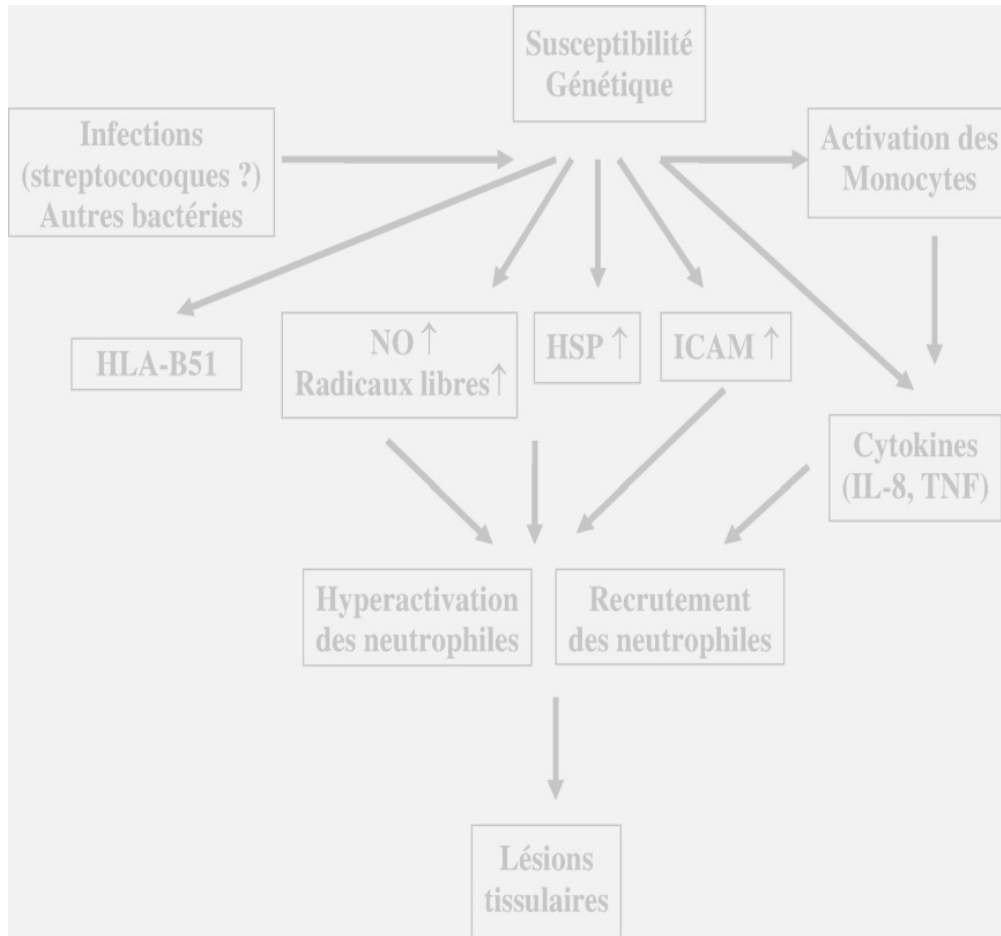 Susceptibilité
Génétique
Infections
(streptococoques ?)
Autres bactéries
Activation des
Monocytes
HLA-B51
NO ↑
Radicaux libres ↑
HSP ↑
ICAM ↑
Cytokines
(IL-8, TNF)
Hyperactivation
des neutrophiles
Recrutement
des neutrophiles
Lésions
tissulaires